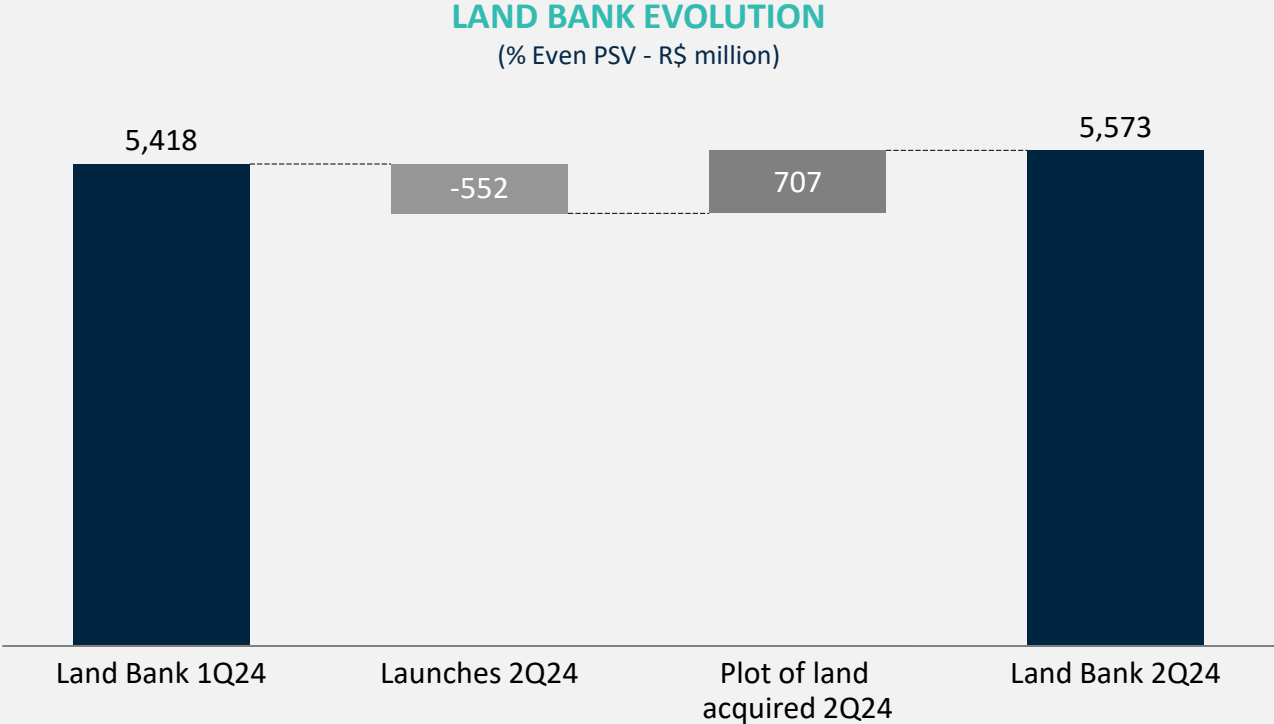 LAND BANK EVOLUTION
(% Even PSV - R$ million)
5,418
-552
707
5,573
Land Bank 1Q24
Launches 2Q24
Plot of land
acquired 2Q24
Land Bank 2Q24